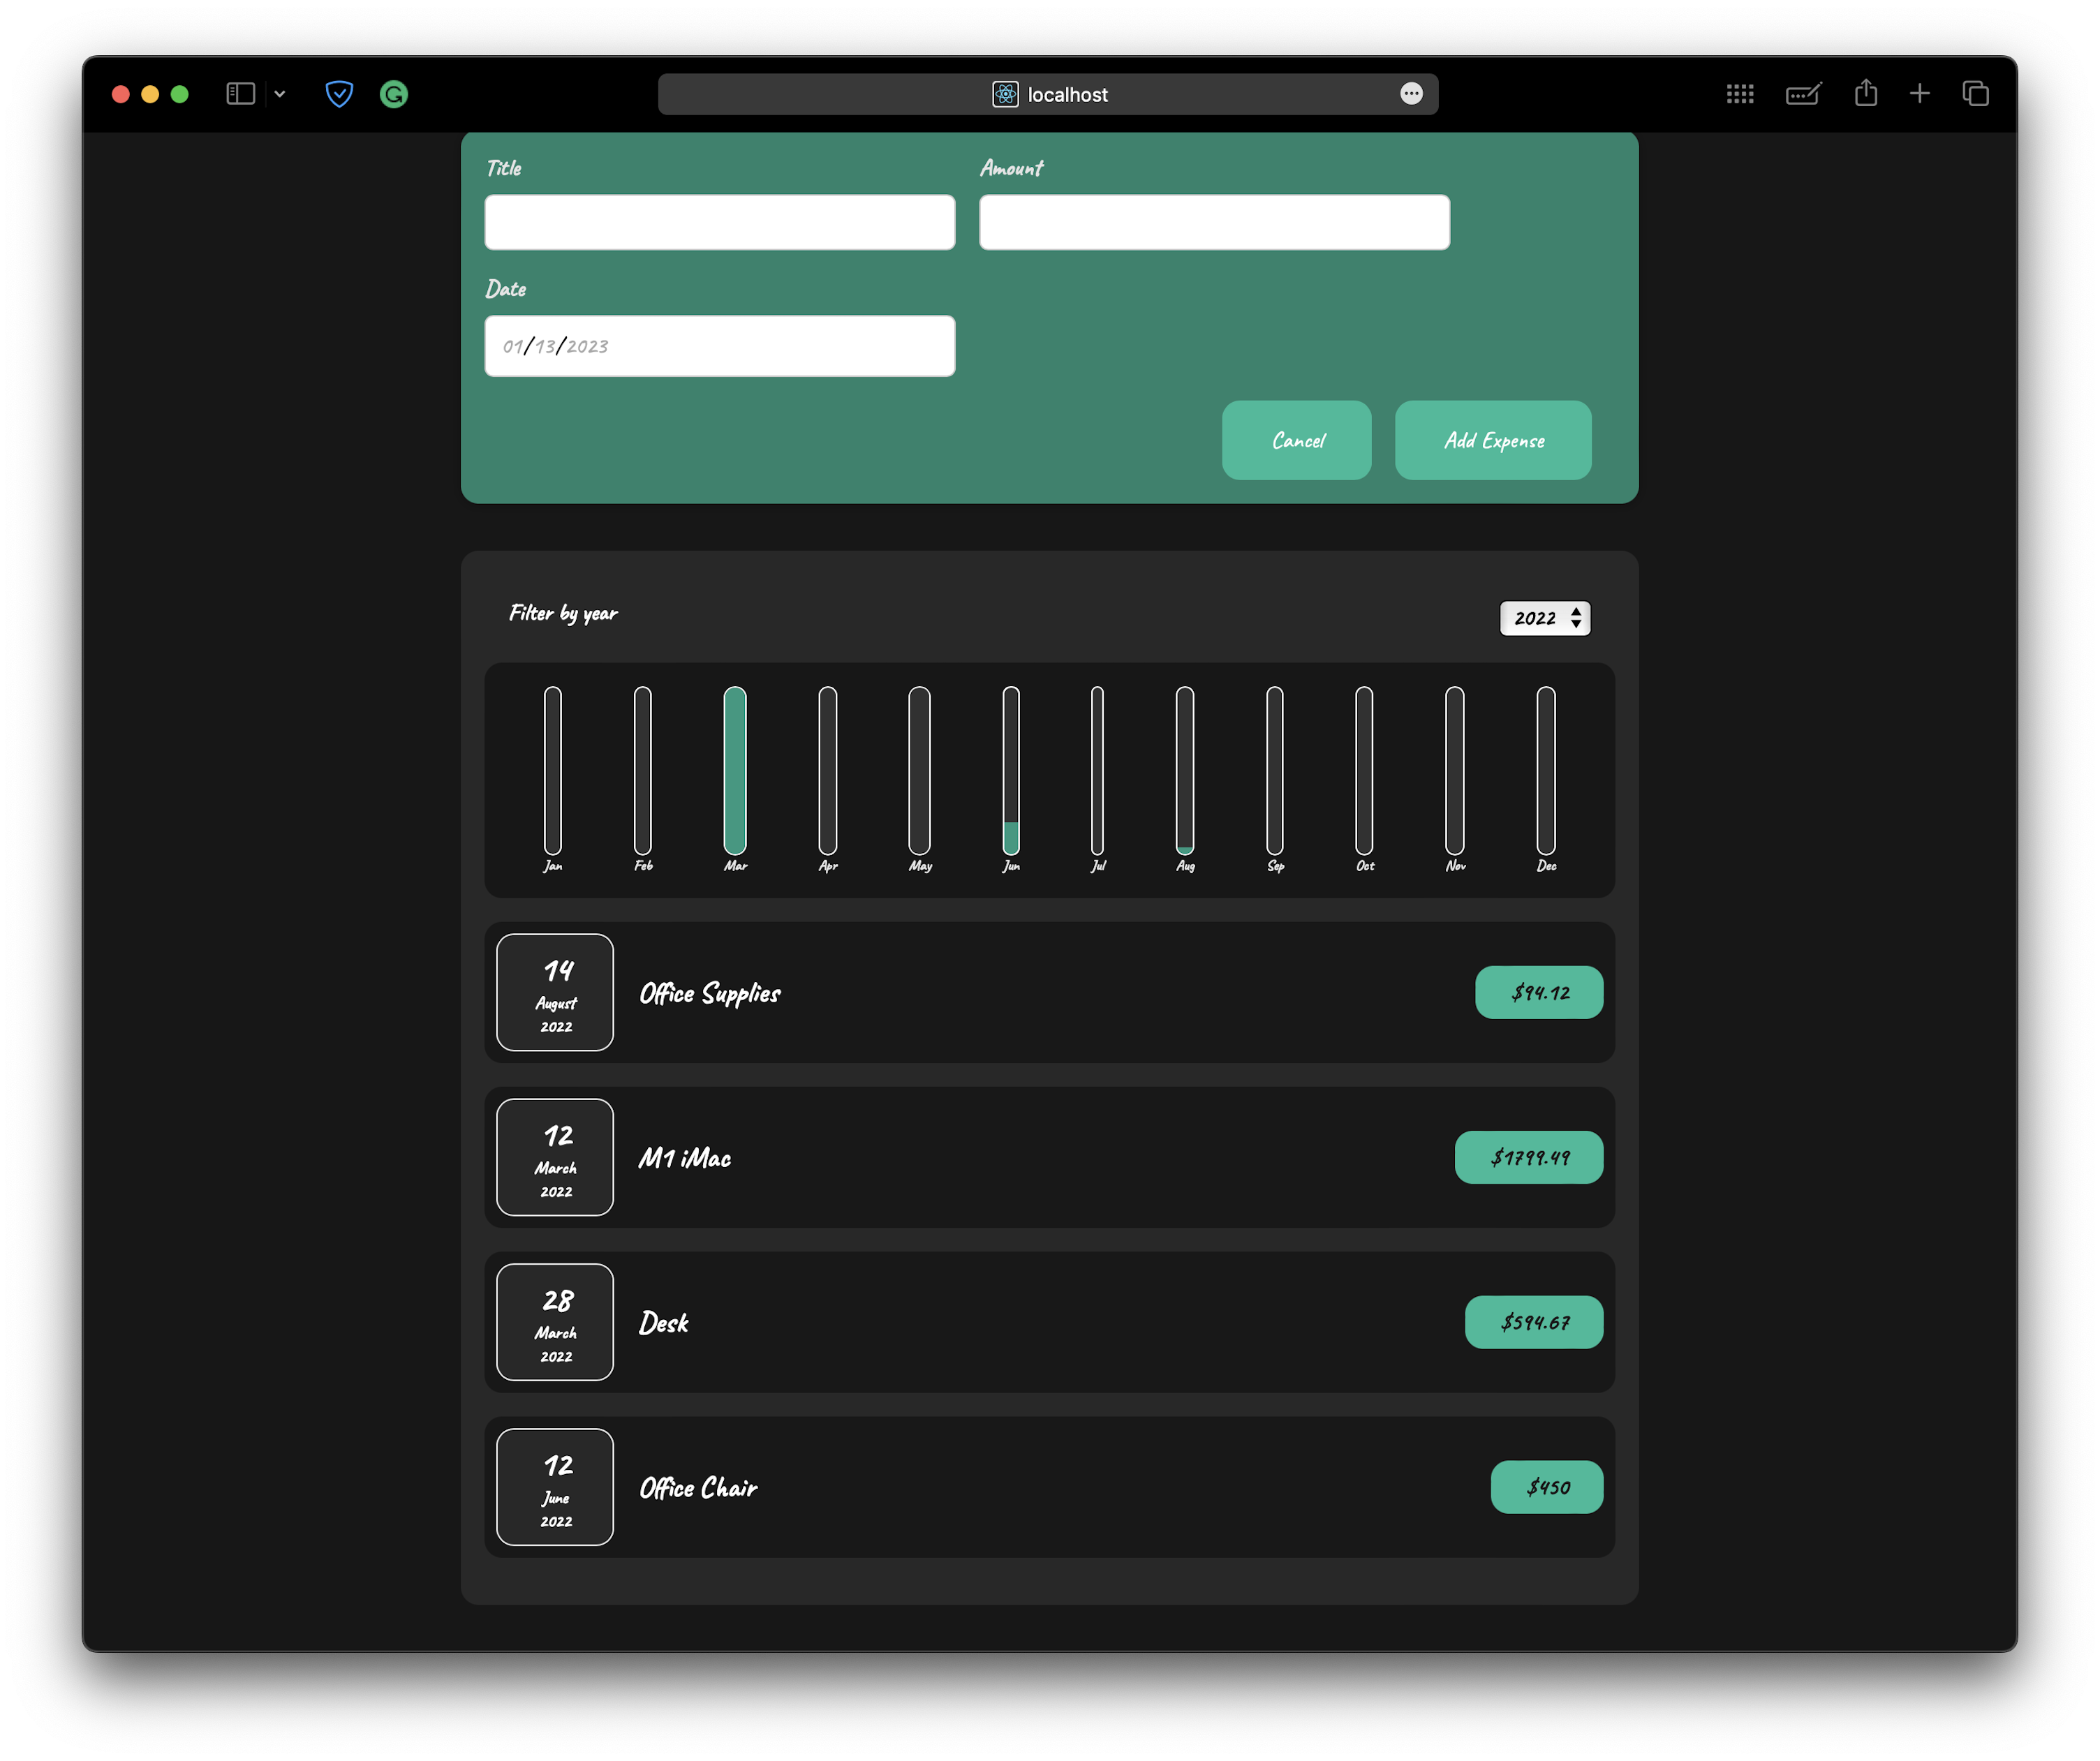 localhost
Title Amount
Date
01/13/2023
Cancel Add Expense
Filter by year 2022
Jan Feb Mar Apr May Jun Jul Aug Sep Oct Nov Dec
14
August
2022
Office Supplies
$94.12
12
March
2022
M1 iMac
$1799.49
28
March
2022
Desk
$594.67
12
June
2022
Office Chair
$450